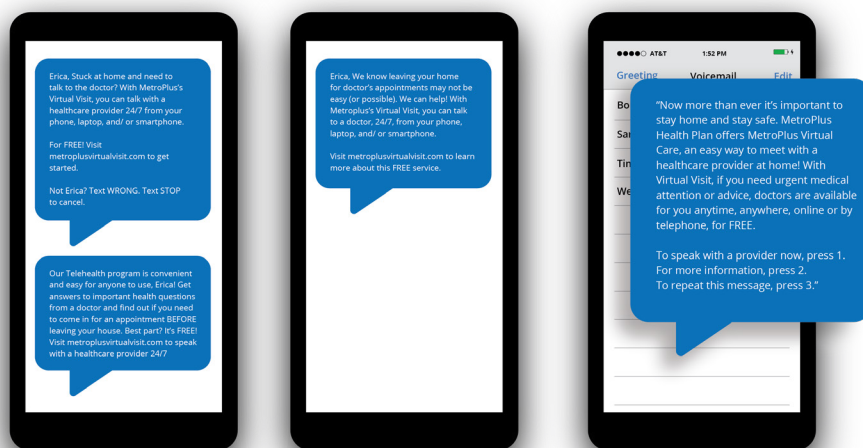 Erica, Stuck at home and need to
talk to the doctor? With MetroPlus's
Virtual Visit, you can talk with a
healthcare provider 24/7 from your
phone, laptop, and/ or smartphone.
For FREE! Visit
metroplusvirtualvisit.com to get
started.
Not Erica? Text WRONG. Text STOP
to cancel.
Our Telehealth program is convenient
and easy for anyone to use, Erica! Get
answers to important health questions
from a doctor and find out if you need
to come in for an appointment BEFORE
leaving your house. Best part? It's FREE!
Visit metroplusvirtualvisit.com to speak
with a healthcare provider 24/7
Erica, We know leaving your home
for doctor's appointments may not be
easy (or possible). We can help! With
Metroplus's Virtual Visit, you can talk
to a doctor, 24/7, from your phone,
laptop, and/ or smartphone.
Visit metroplusvirtualvisit.com to learn
more about this FREE service.
AT&T 1:52 PM
Greeting Voicemail Edit
Bo
Sa
Tin
We
"Now more than ever it's important to
stay home and stay safe. MetroPlus
Health Plan offers MetroPlus Virtual
Care, an easy way to meet with a
healthcare provider at home! With
Virtual Visit, if you need urgent medical
attention or advice, doctors are available
for you anytime, anywhere, online or by
telephone, for FREE.
To speak with a provider now, press 1.
For more information, press 2.
To repeat this message, press 3."